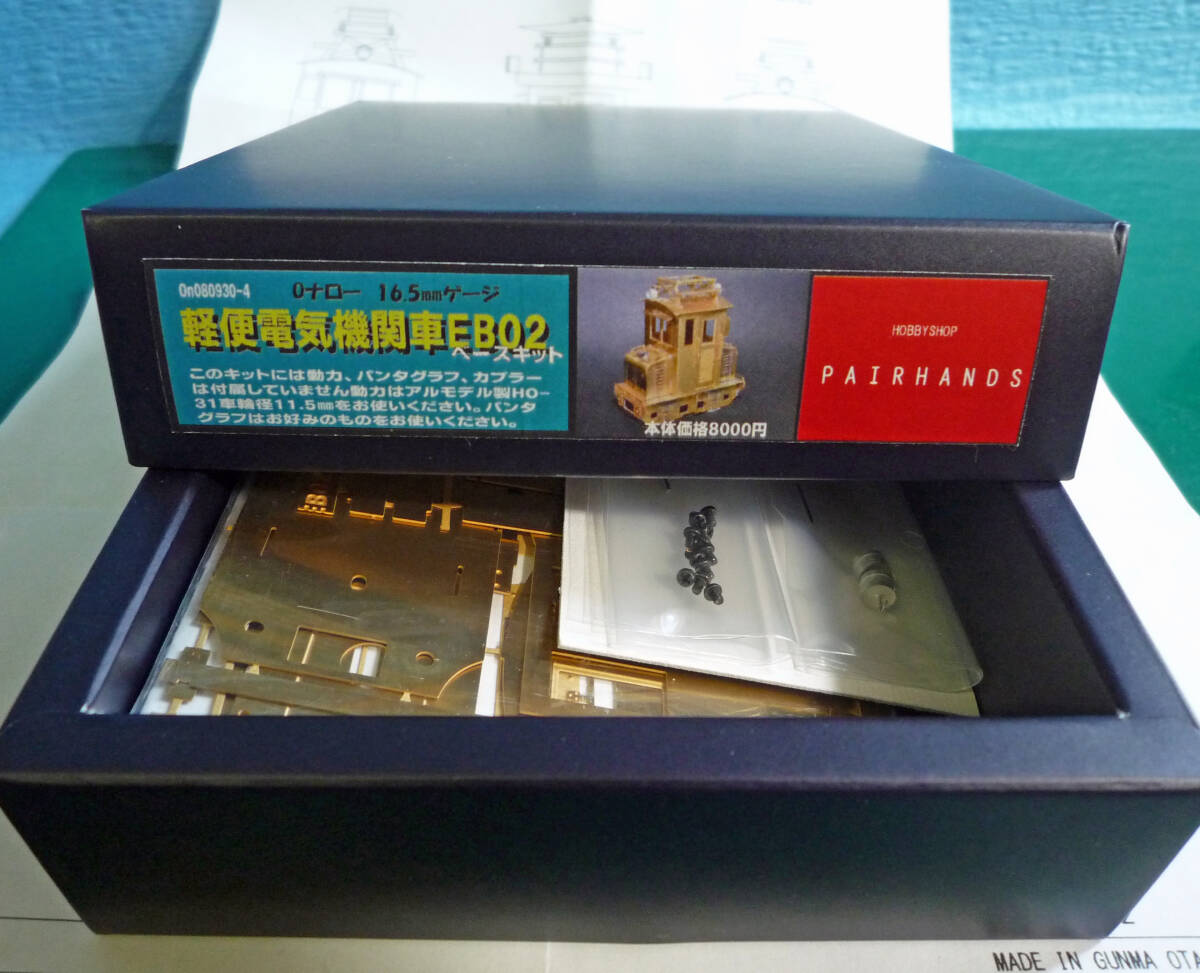 On080930-4
Oナロー 16.5mmゲージ
軽便電気機関車EB02
ベースキット
このキットには動力、パンタグラフ、カプラー
は付属していません動力はアルモデル製HO-
31車輪径11.5mmをお使いください。パンタ
グラフはお好みのものをお使いください。
本体価格8000円
HOBBYSHOP
PAIRHANDS
MADE IN GUNMA OTA